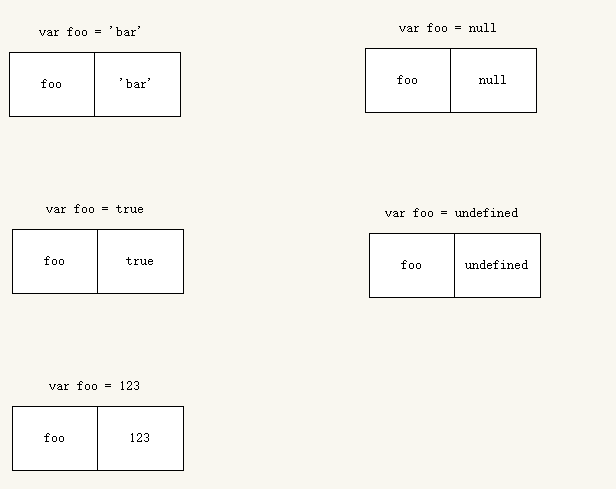 var foo = 'bar'
foo 'bar'
var foo = null
foo null
var foo = true
foo true
var foo = undefined
foo undefined
var foo = 123
foo 123